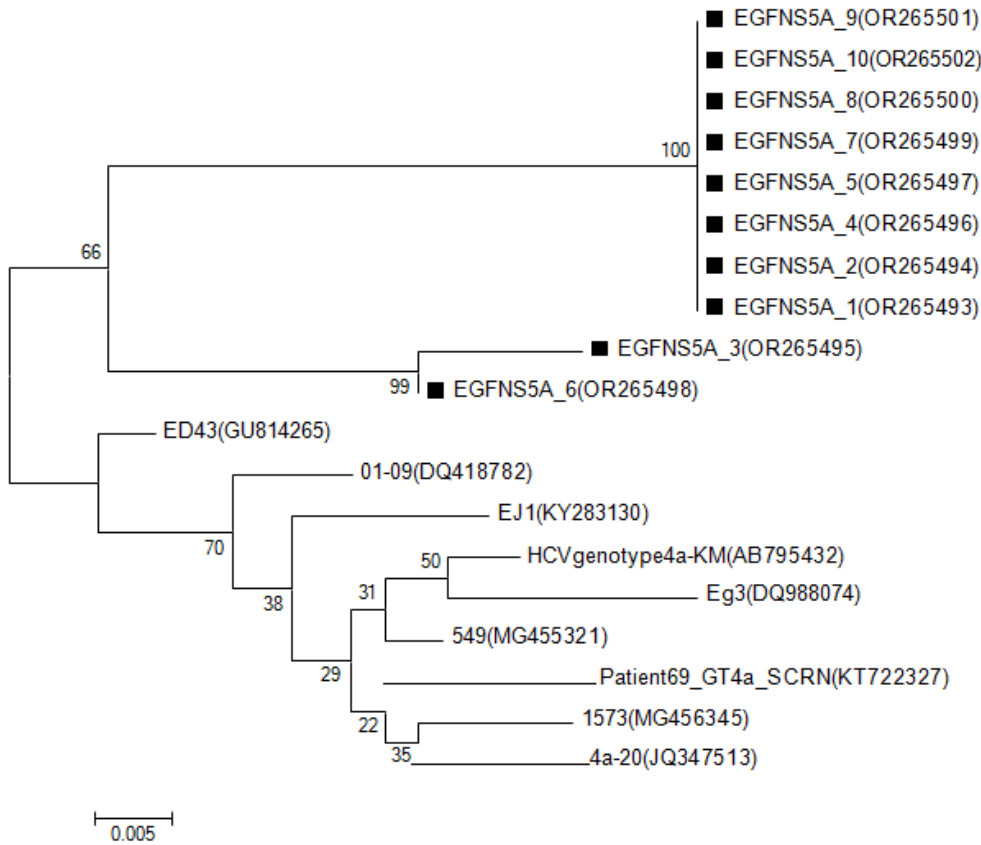 EGFNS5A_9(OR265501)
EGFNS5A_10(OR265502)
EGFNS5A_8(OR265500)
100
EGFNS5A_7(OR265499)
EGFNS5A_5(OR265497)
EGFNS5A_4(OR265496)
66
EGFNS5A_2(OR265494)
EGFNS5A_1(OR265493)
EGFNS5A_3(OR265495)
99
EGFNS5A_6(OR265498)
ED43(GU814265)
01-09(DQ418782)
EJ1(KY283130)
70
HCVgenotype4a-KM(AB795432)
50
Eg3(DQ988074)
31
38
549(MG455321)
29
Patient69_GT4a_SCRN(KT722327)
22
1573(MG456345)
35
4a-20(JQ347513)
0.005